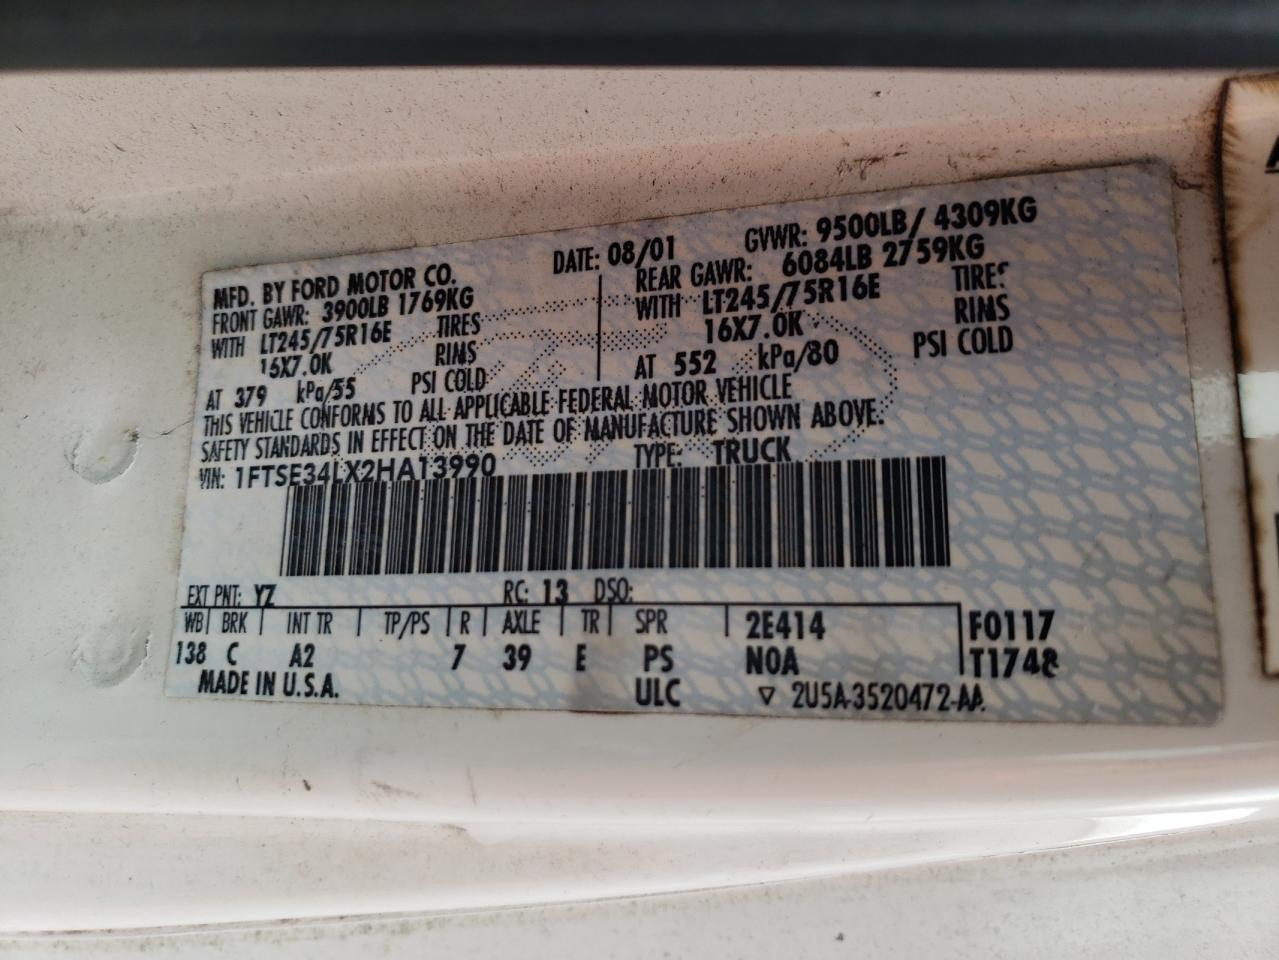 MFD. BY FORD MOTOR CO.
DATE: 08/01
GVWR: 9500LB/ 4309KG
FRONT GAWR: 3900LB 1769KG
WITH LT245/75R16E TIRES
16X7.0K RIMS
AT 379 kPa/55 PSI COLD
REAR GAWR: 6084LB 2759KG
WITH LT245/75R16E TIRES
16X7.0K RIMS
AT 552 kPa/80 PSI COLD
THIS VEHICLE CONFORMS TO ALL APPLICABLE FEDERAL MOTOR VEHICLE
SAFETY STANDARDS IN EFFECT ON THE DATE OF MANUFACTURE SHOWN ABOVE.
VIN: 1FTSE34LX2HA13990 TYPE: TRUCK
EXT PNT: YZ RC: 13 DSO:
WB BRK INT TR TP/PS R AXLE TR SPR 2E414 F0117
138 C A2 7 39 E PS N0A T1748
MADE IN U.S.A. ULC ▽ 2U5A-3520472-AA